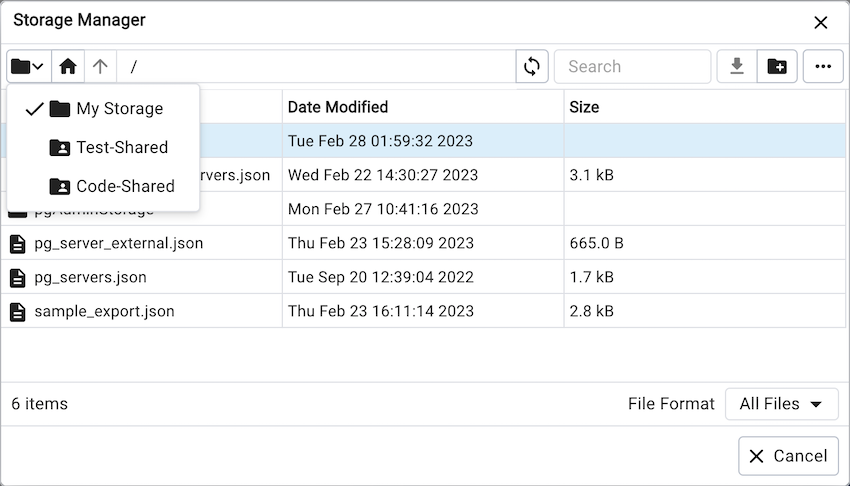 Storage Manager
/
Search
My Storage
Test-Shared
Code-Shared
Date Modified Size
Tue Feb 28 01:59:32 2023
rvers.json Wed Feb 22 14:30:27 2023 3.1 kB
pgAdminStorage Mon Feb 27 10:41:16 2023
pg_server_external.json Thu Feb 23 15:28:09 2023 665.0 B
pg_servers.json Tue Sep 20 12:39:04 2022 1.7 kB
sample_export.json Thu Feb 23 16:11:14 2023 2.8 kB
6 items File Format All Files
Cancel